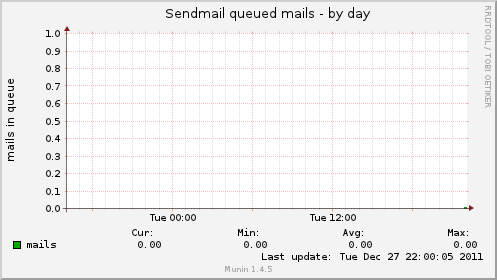 Sendmail queued mails - by day
RRDTOOL / TOBI OETIKER
mails in queue
1.0
0.9
0.8
0.7
0.6
0.5
0.4
0.3
0.2
0.1
0.0
Tue 00:00 Tue 12:00
Cur: Min: Avg: Max:
mails 0.00 0.00 0.00 0.00
Last update: Tue Dec 27 22:00:05 2011
Munin 1.4.5